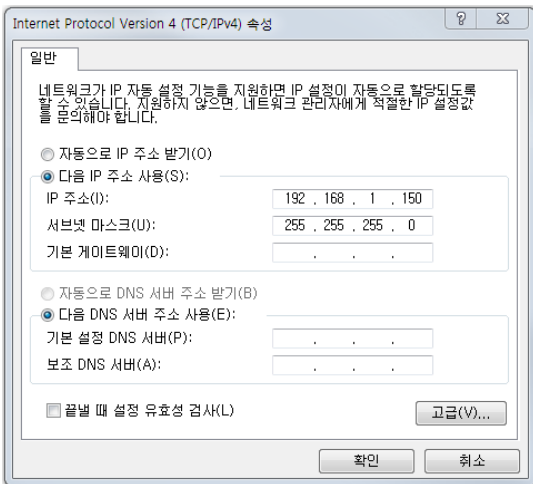 Internet Protocol Version 4 (TCP/IPv4) 속성
일반
네트워크가 IP 자동 설정 기능을 지원하면 IP 설정이 자동으로 할당되도록
할 수 있습니다. 지원하지 않으면, 네트워크 관리자에게 적절한 IP 설정값
을 문의해야 합니다.
자동으로 IP 주소 받기(O)
다음 IP 주소 사용(S):
IP 주소(I): 192 . 168 . 1 . 150
서브넷 마스크(U): 255 . 255 . 255 . 0
기본 게이트웨이(D): . . .
자동으로 DNS 서버 주소 받기(B)
다음 DNS 서버 주소 사용(E):
기본 설정 DNS 서버(P): . . .
보조 DNS 서버(A): . . .
끝낼 때 설정 유효성 검사(L)
고급(V)...
확인 취소